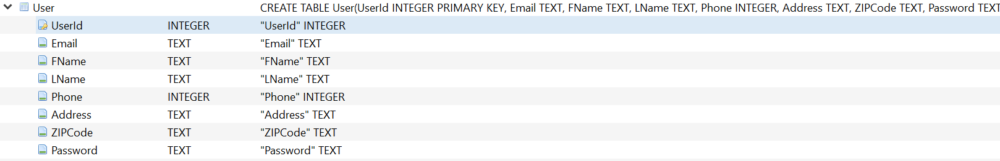 User CREATE TABLE User(UserId INTEGER PRIMARY KEY, Email TEXT, FName TEXT, LName TEXT, Phone INTEGER, Address TEXT, ZIPCode TEXT, Password TEXT
UserId INTEGER "UserId" INTEGER
Email TEXT "Email" TEXT
FName TEXT "FName" TEXT
LName TEXT "LName" TEXT
Phone INTEGER "Phone" INTEGER
Address TEXT "Address" TEXT
ZIPCode TEXT "ZIPCode" TEXT
Password TEXT "Password" TEXT